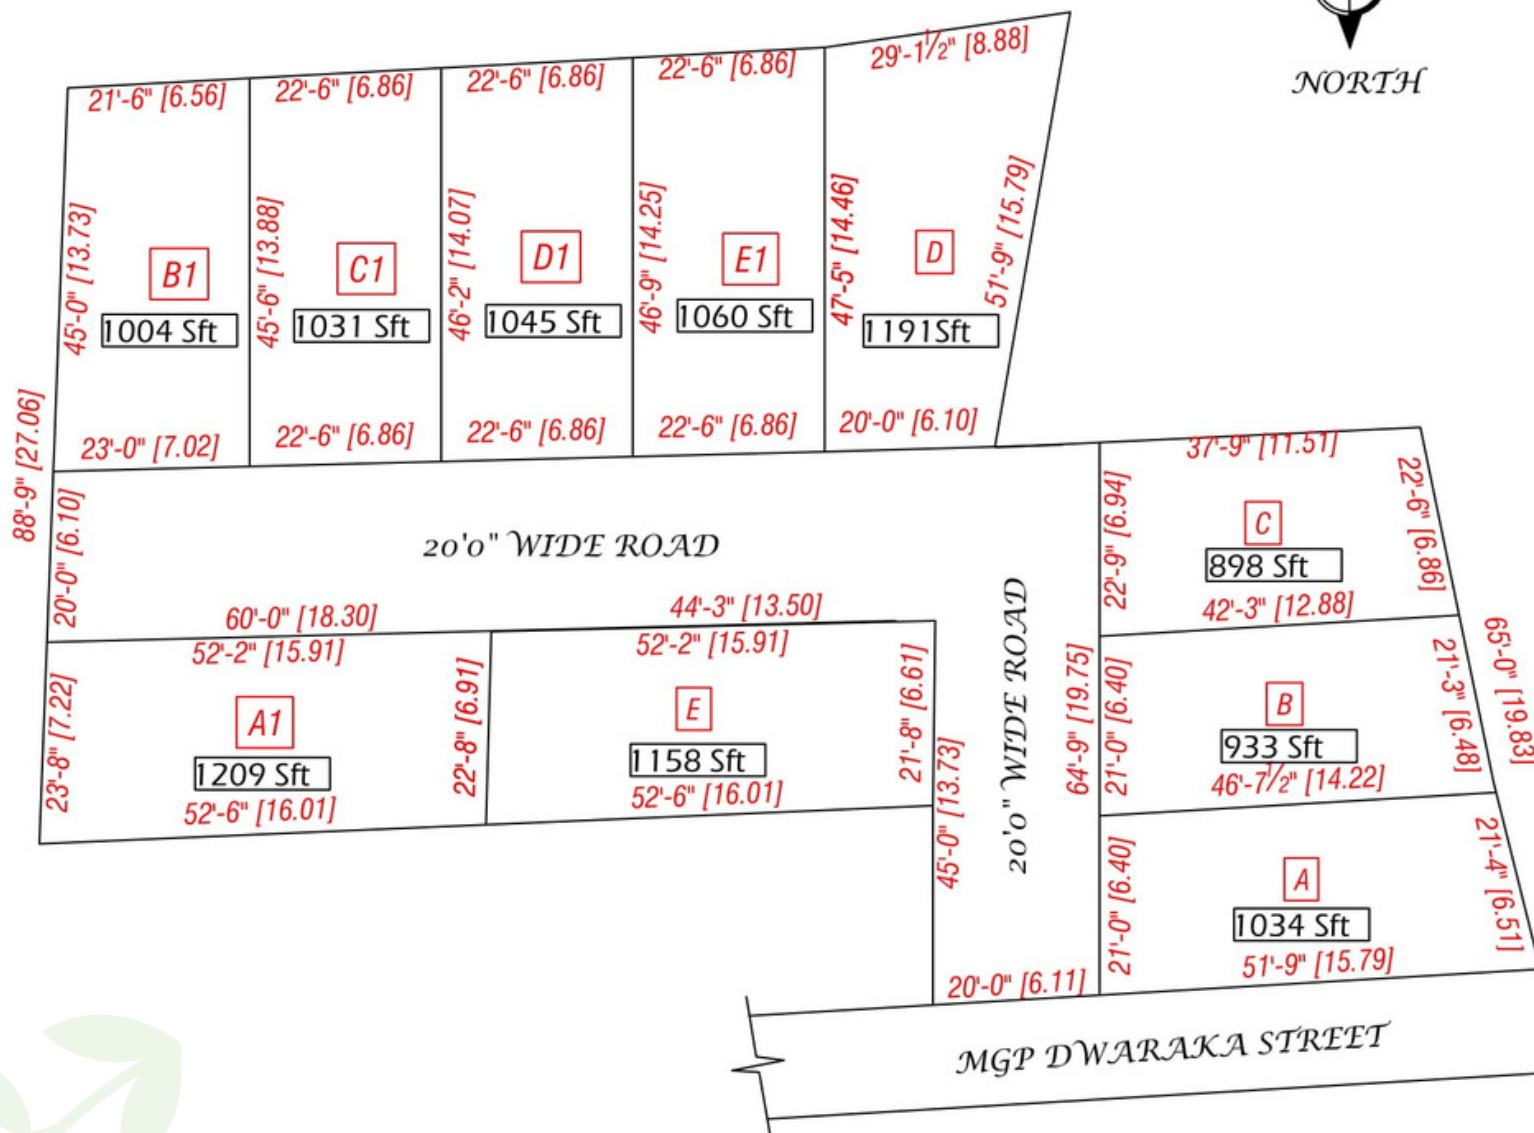 NORTH
21'-6" [6.56]
22'-6" [6.86]
22'-6" [6.86]
22'-6" [6.86]
29'-1½" [8.88]
45'-0" [13.73]
B1
1004 Sft
23'-0" [7.02]
45'-6" [13.88]
C1
1031 Sft
22'-6" [6.86]
46'-2" [14.07]
D1
1045 Sft
22'-6" [6.86]
46'-9" [14.25]
E1
1060 Sft
22'-6" [6.86]
47'-5" [14.46]
D
1191Sft
20'-0" [6.10]
51'-9" [15.79]
88'-9" [27.06]
20'-0" [6.10]
20'0" WIDE ROAD
60'-0" [18.30]
44'-3" [13.50]
52'-2" [15.91]
23'-8" [7.22]
A1
1209 Sft
52'-6" [16.01]
22'-8" [6.91]
52'-2" [15.91]
E
1158 Sft
52'-6" [16.01]
21'-8" [6.61]
45'-0" [13.73]
20'0" WIDE ROAD
64'-9" [19.75]
20'-0" [6.11]
37'-9" [11.51]
22'-9" [6.94]
C
898 Sft
42'-3" [12.88]
22'-6" [6.86]
21'-0" [6.40]
B
933 Sft
46'-7½" [14.22]
21'-3" [6.48]
65'-0" [19.83]
21'-0" [6.40]
A
1034 Sft
51'-9" [15.79]
21'-4" [6.51]
MGP DWARAKA STREET